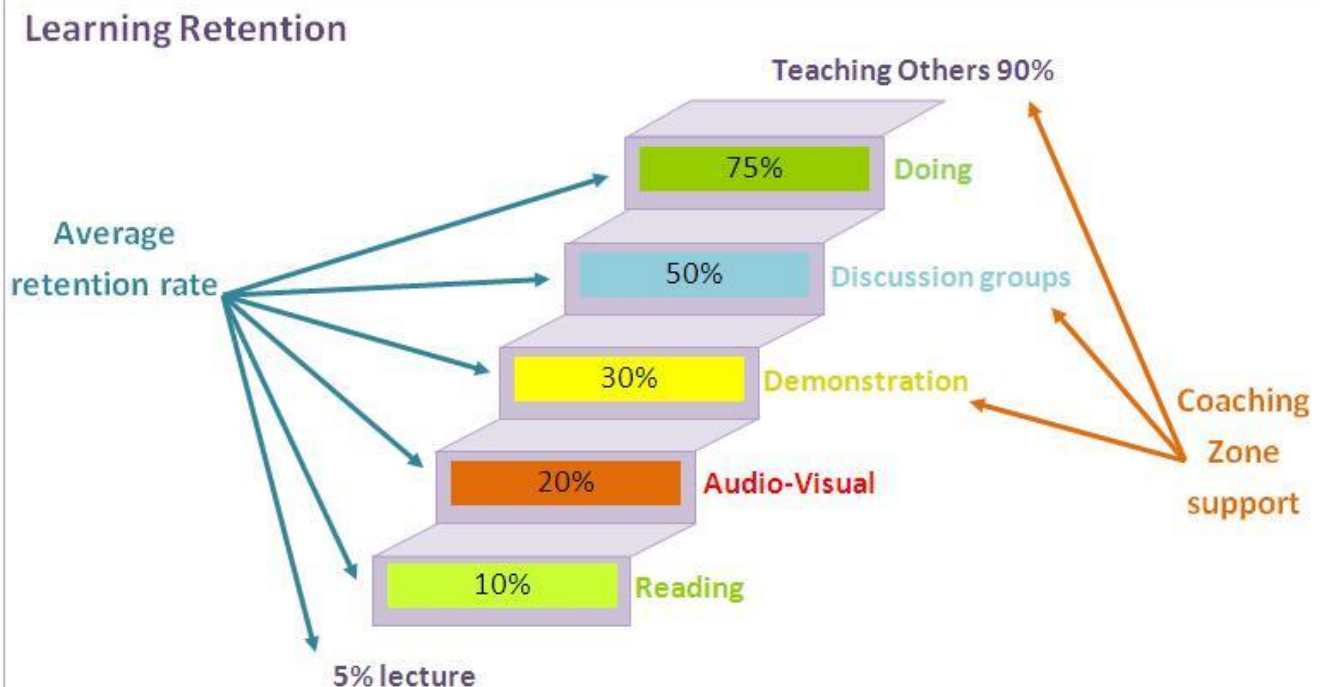 Learning Retention
Teaching Others 90%
75%
Doing
Average
retention rate
50%
Discussion groups
30%
Demonstration
Coaching
Zone
support
20%
Audio-Visual
10%
Reading
5% lecture